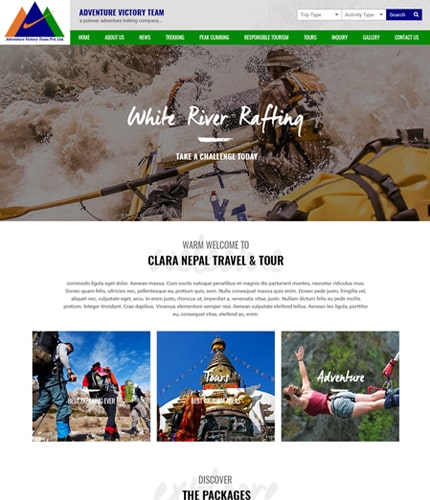 Adventure Victory Team Pvt. Ltd.
ADVENTURE VICTORY TEAM
a poineer adventure treking company...
Trip Type
Activity Type
Search
HOME ABOUT US NEWS TREKKING PEAK CLIMBING RESPONSIBLE TOURISM TOURS INQUIRY GALLERY CONTACT US
White River Rafting
TAKE A CHALLENGE TODAY
welcome
WARM WELCOME TO
CLARA NEPAL TRAVEL & TOUR
commodo ligula eget dolor. Aenean massa. Cum sociis natoque penatibus et magnis dis parturient montes, nascetur ridiculus mus.
Donec quam felis, ultricies nec, pellentesque eu, pretium quis, sem. Nulla consequat massa quis enim. Donec pede justo, fringilla vel,
aliquet nec, vulputate eget, arcu. In enim justo, rhoncus ut, imperdiet a, venenatis vitae, justo. Nullam dictum felis eu pede mollis
pretium. Integer tincidunt. Cras dapibus. Vivamus elementum semper nisi. Aenean vulputate eleifend tellus. Aenean leo ligula, porttitor
eu, consequat vitae, eleifend ac, enim.
BEST EVER
Tours
BEST
Adventure
explore
DISCOVER
THE PACKAGES